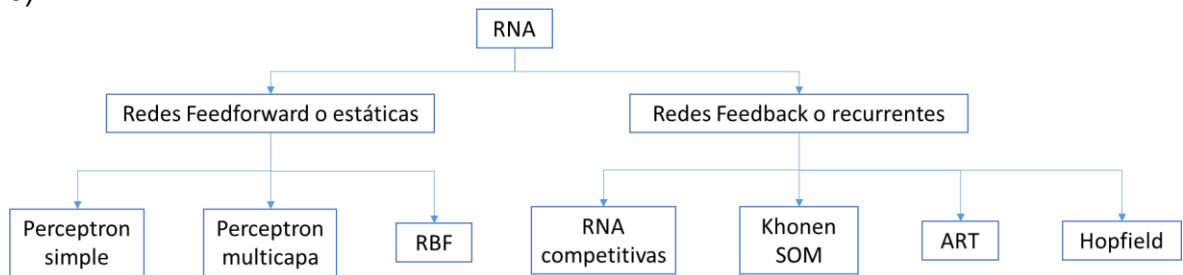 RNA
Redes Feedforward o estáticas
Redes Feedback o recurrentes
Perceptron
simple
Perceptron
multicapa
RBF
RNA
competitivas
Khonen
SOM
ART
Hopfield